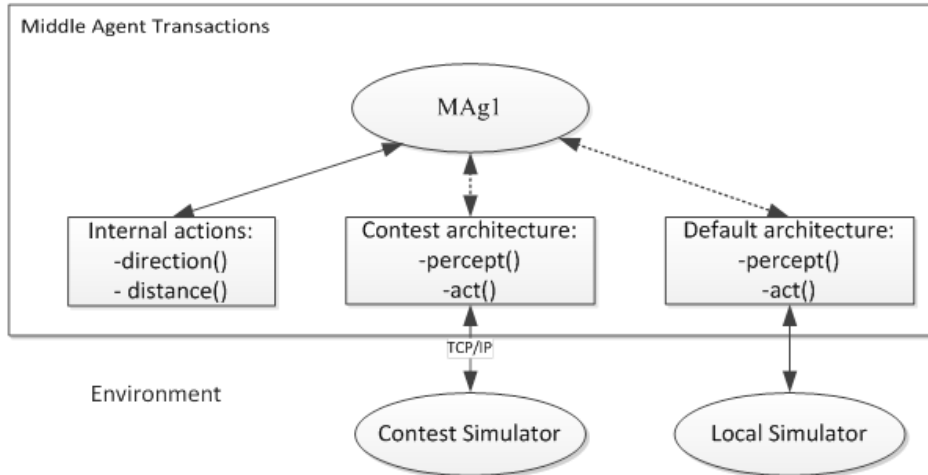 Middle Agent Transactions
MAg1
Internal actions:
-direction()
- distance()
Contest architecture:
-percept()
-act()
Default architecture:
-percept()
-act()
TCP/IP
Environment
Contest Simulator
Local Simulator